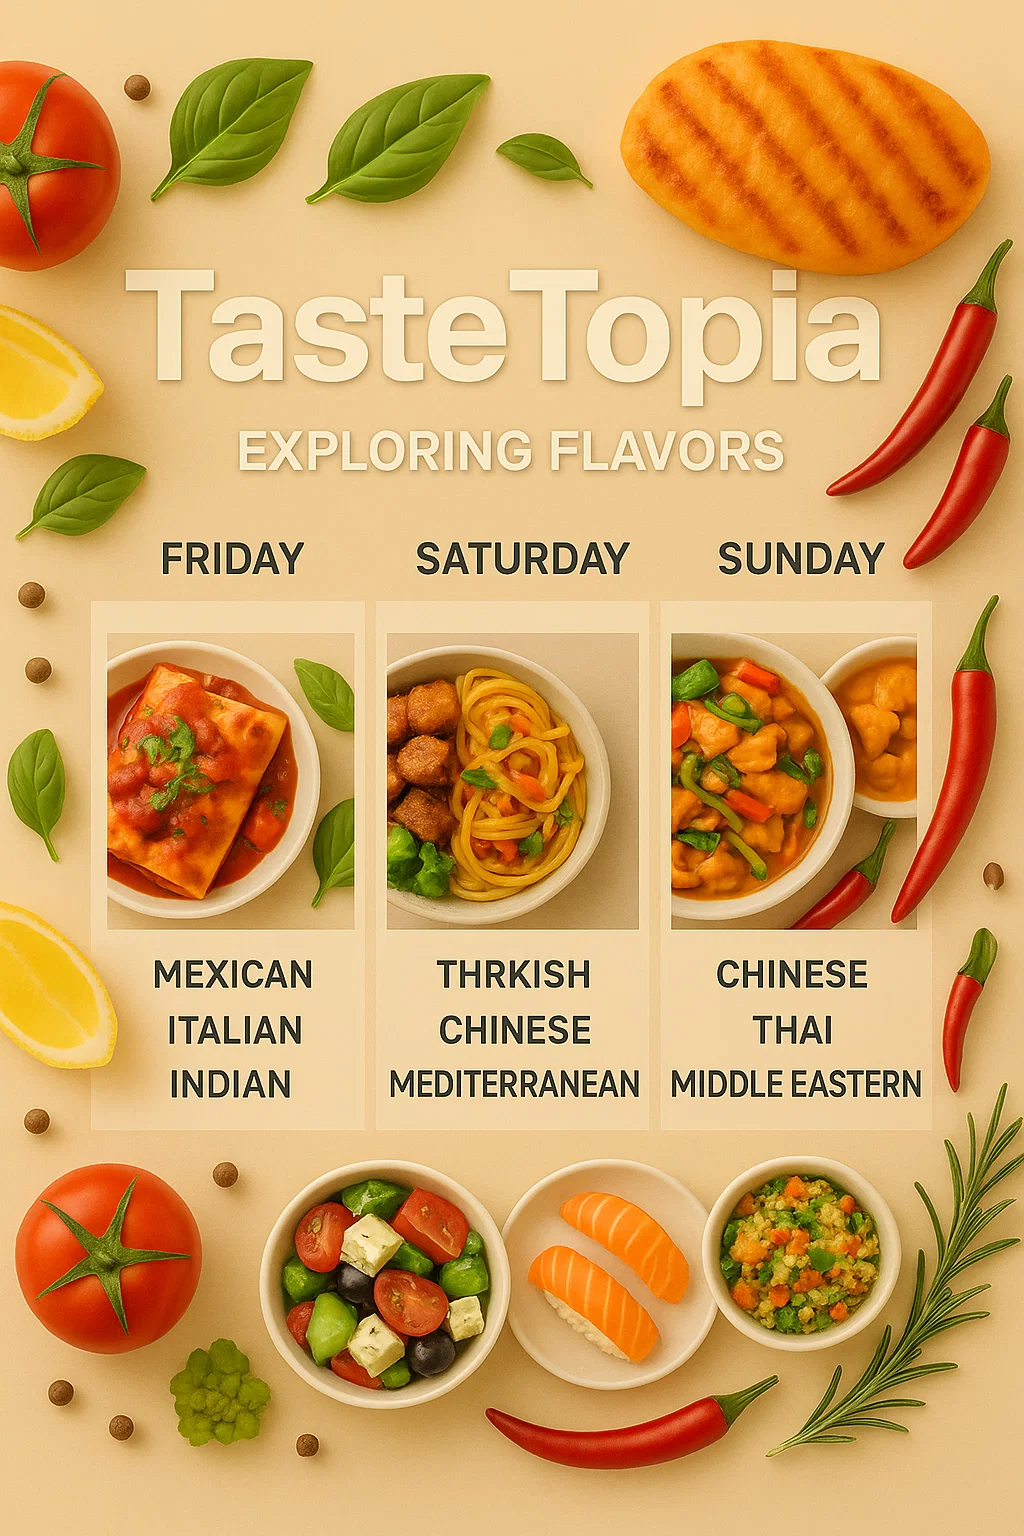 TasteTopia
EXPLORING FLAVORS
FRIDAY
MEXICAN
ITALIAN
INDIAN
SATURDAY
THRKISH
CHINESE
MEDITERRANEAN
SUNDAY
CHINESE
THAI
MIDDLE EASTERN